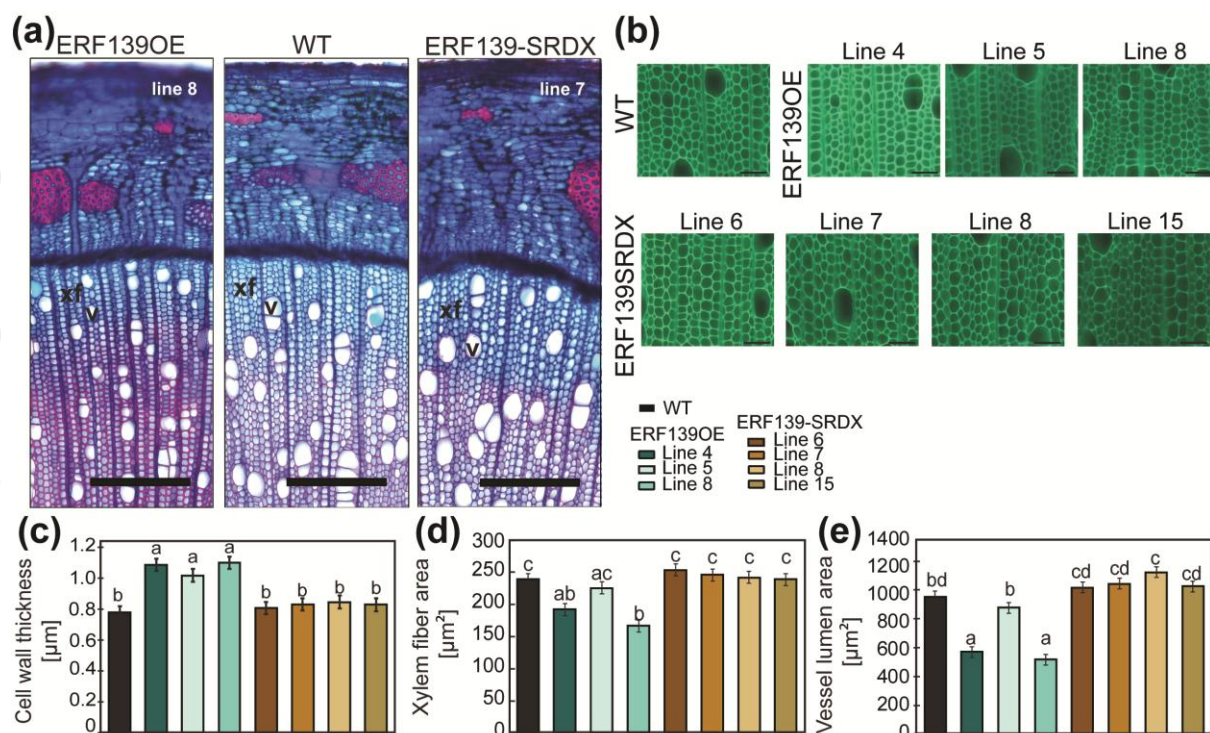 (a)
ERF139OE
WT
ERF139-SRDX
line 8
line 7
xf
v
xf
v
xf
v
(b)
Line 4
Line 5
Line 8
WT
ERF139OE
Line 6
Line 7
Line 8
Line 15
ERF139SRDX
WT
ERF139OE
Line 4
Line 5
Line 8
ERF139-SRDX
Line 6
Line 7
Line 8
Line 15
(c)
Cell wall thickness
[µm]
1.2
1.0
0.8
0.6
0.4
0.2
0
b
a
a
a
b
b
b
b
(d)
Xylem fiber area
[µm²]
300
250
200
150
100
50
0
c
ab
ac
b
c
c
c
c
(e)
Vessel lumen area
[µm²]
1400
1200
1000
800
600
400
200
0
bd
a
b
a
cd
cd
c
cd